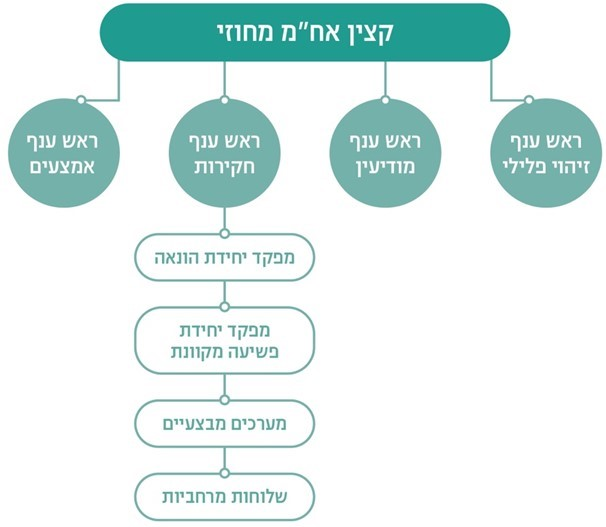 קצין אח"מ מחוזי
ראש ענף
זיהוי פלילי
ראש ענף
מודיעין
ראש ענף
חקירות
ראש ענף
אמצעים
מפקד יחידת הונאה
מפקד יחידת
פשיעה מקוונת
מערכים מבצעיים
שלוחות מרחביות